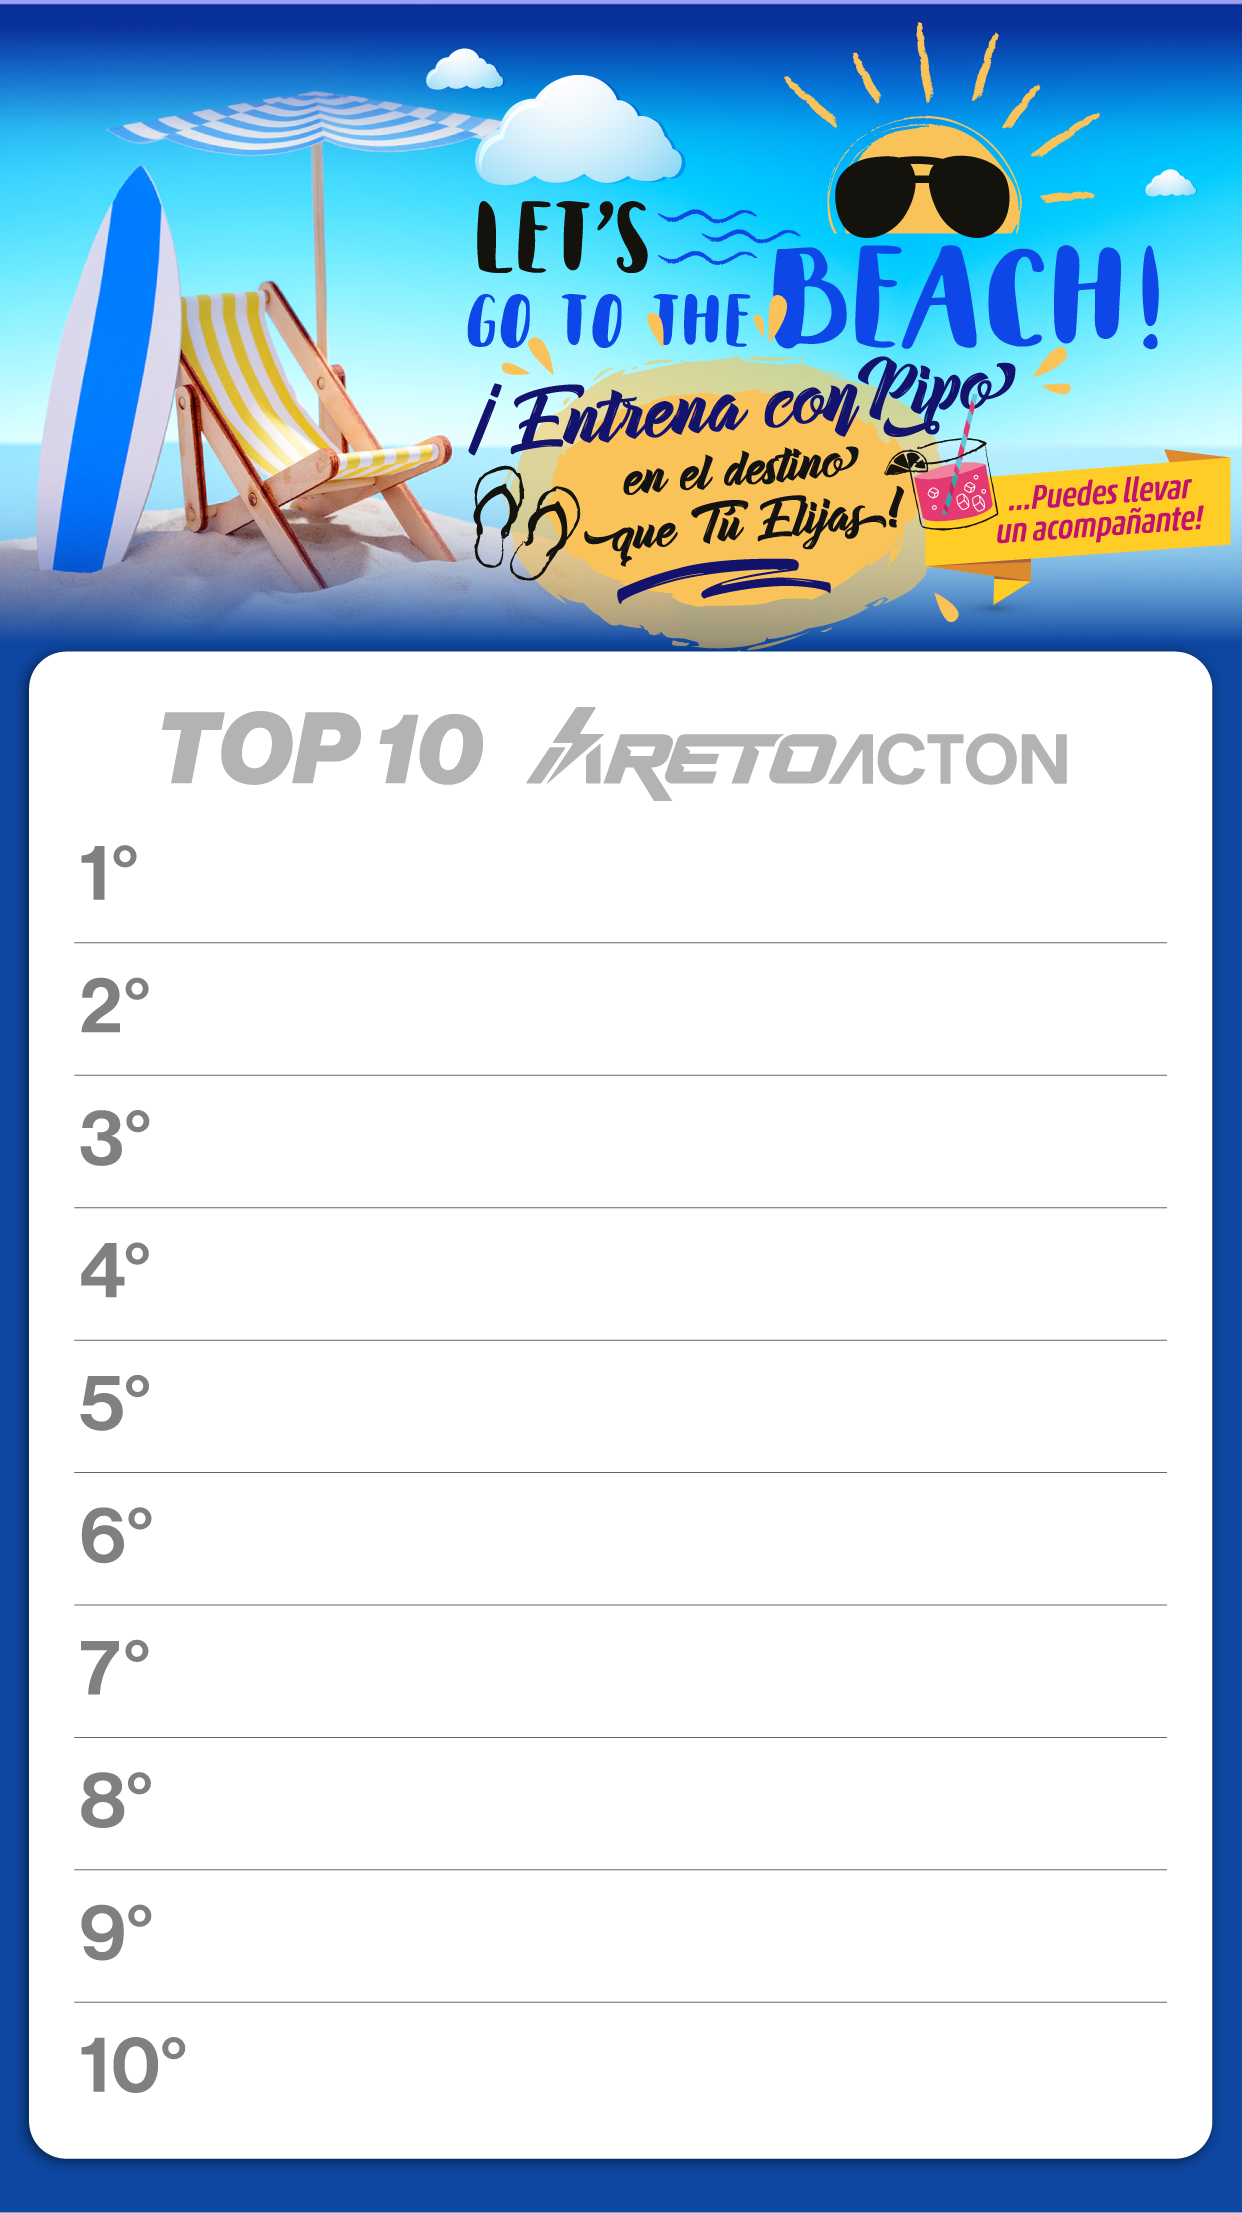 LET'S
GO TO THE BEACH!
¡Entrena con Pipo
en el destino
que Tú Elijas!
...Puedes llevar
un acompañante!
TOP 10 RETOACTON
1°
2°
3°
4°
5°
6°
7°
8°
9°
10°